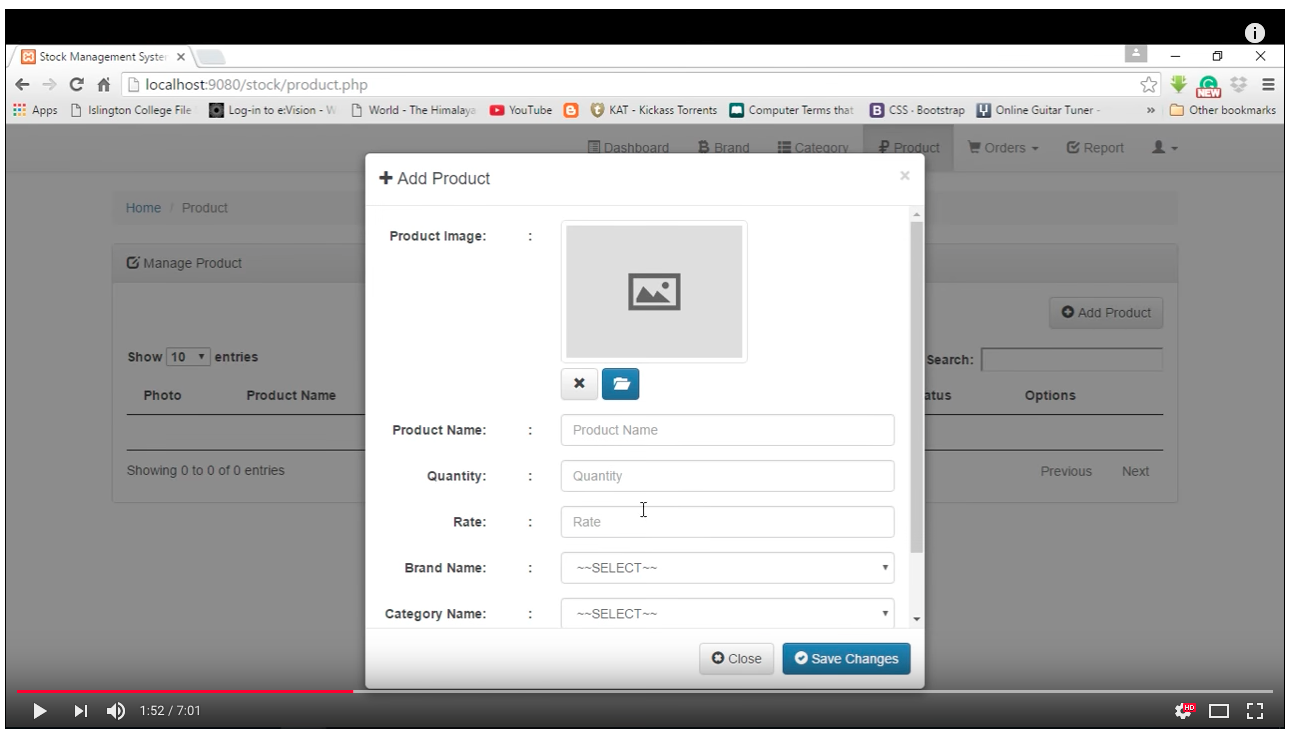 Stock Management Syste
localhost:9080/stock/product.php
Apps Islington College File Log-in to e:Vision - W World - The Himalaya YouTube KAT - Kickass Torrents Computer Terms that CSS - Bootstrap Online Guitar Tuner - » Other bookmarks
NEW
Dashboard Brand Category Product Orders Report
Add Product ×
Home / Product
Manage Product
Product Image: :
Add Product
Show 10 entries
Search:
Photo Product Name atus Options
Product Name: : Product Name
Showing 0 to 0 of 0 entries Previous Next
Quantity: : Quantity
Rate: : Rate
Brand Name: : ~~SELECT~~
Category Name: : ~~SELECT~~
Close Save Changes
1:52 / 7:01
HD